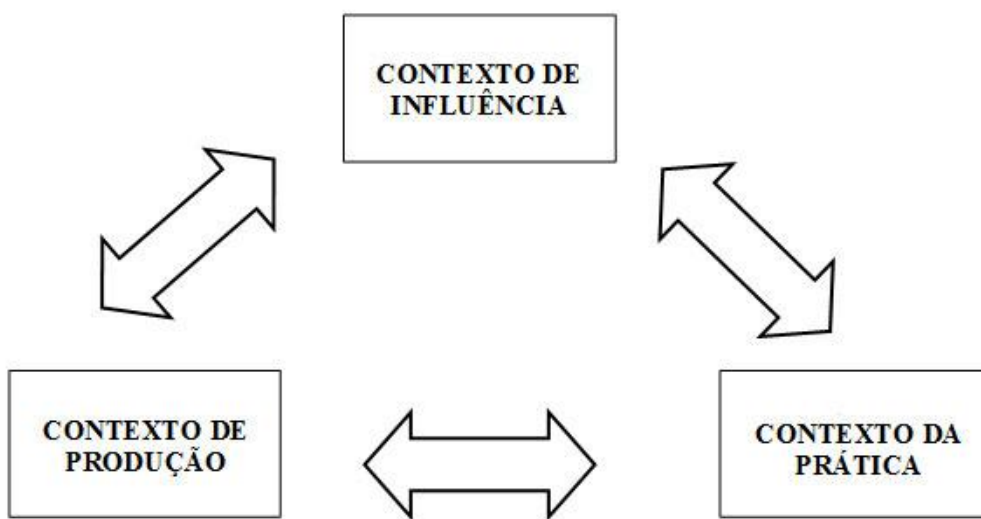 CONTEXTO DE
INFLUÊNCIA
CONTEXTO DE
PRODUÇÃO
CONTEXTO DA
PRÁTICA